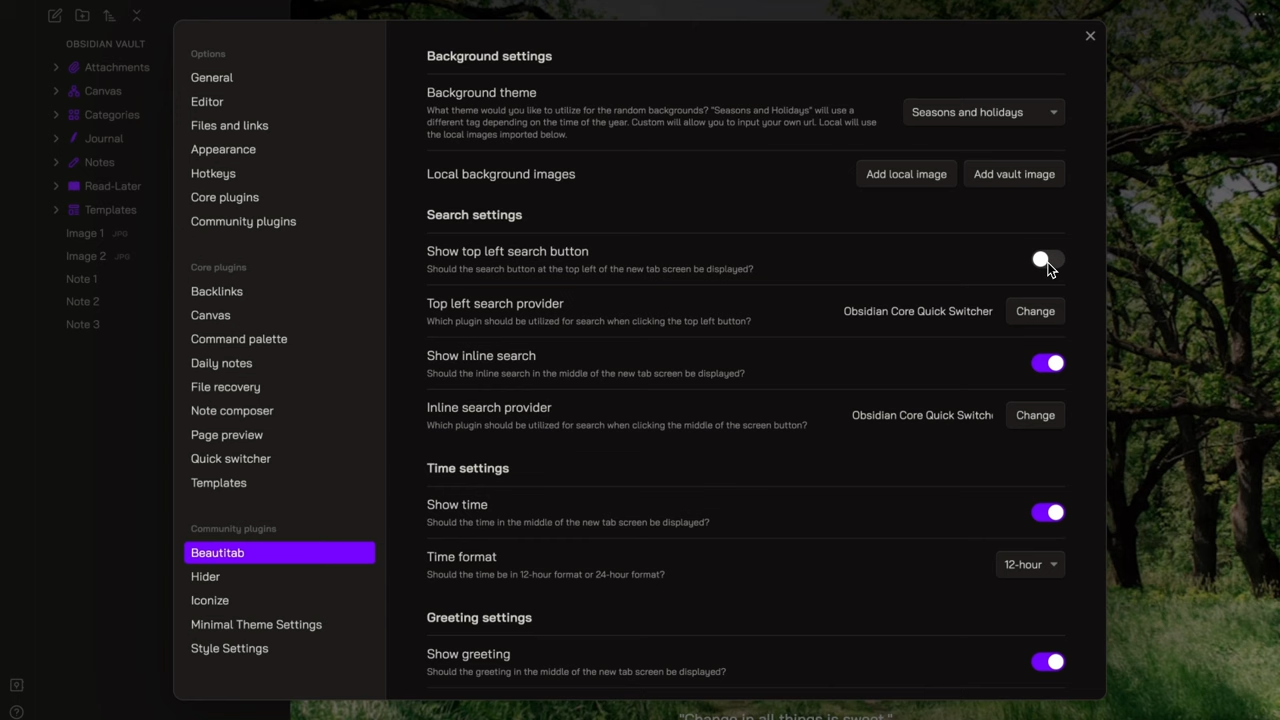 OBSIDIAN VAULT
Attachments
Canvas
Categories
Journal
Notes
Read-Later
Templates
Image 1 JPG
Image 2 JPG
Note 1
Note 2
Note 3
Options
General
Editor
Files and links
Appearance
Hotkeys
Core plugins
Community plugins
Core plugins
Backlinks
Canvas
Command palette
Daily notes
File recovery
Note composer
Page preview
Quick switcher
Templates
Community plugins
Beautitab
Hider
Iconize
Minimal Theme Settings
Style Settings
Background settings
Background theme
What theme would you like to utilize for the random backgrounds? "Seasons and Holidays" will use a
different tag depending on the time of the year. Custom will allow you to input your own url. Local will use
the local images imported below.
Seasons and holidays
Local background images
Add local image
Add vault image
Search settings
Show top left search button
Should the search button at the top left of the new tab screen be displayed?
Top left search provider
Which plugin should be utilized for search when clicking the top left button?
Obsidian Core Quick Switcher
Change
Show inline search
Should the inline search in the middle of the new tab screen be displayed?
Inline search provider
Which plugin should be utilized for search when clicking the middle of the screen button?
Obsidian Core Quick Switch
Change
Time settings
Show time
Should the time in the middle of the new tab screen be displayed?
Time format
Should the time be in 12-hour format or 24-hour format?
12-hour
Greeting settings
Show greeting
Should the greeting in the middle of the new tab screen be displayed?
"Change in all things is sweet."